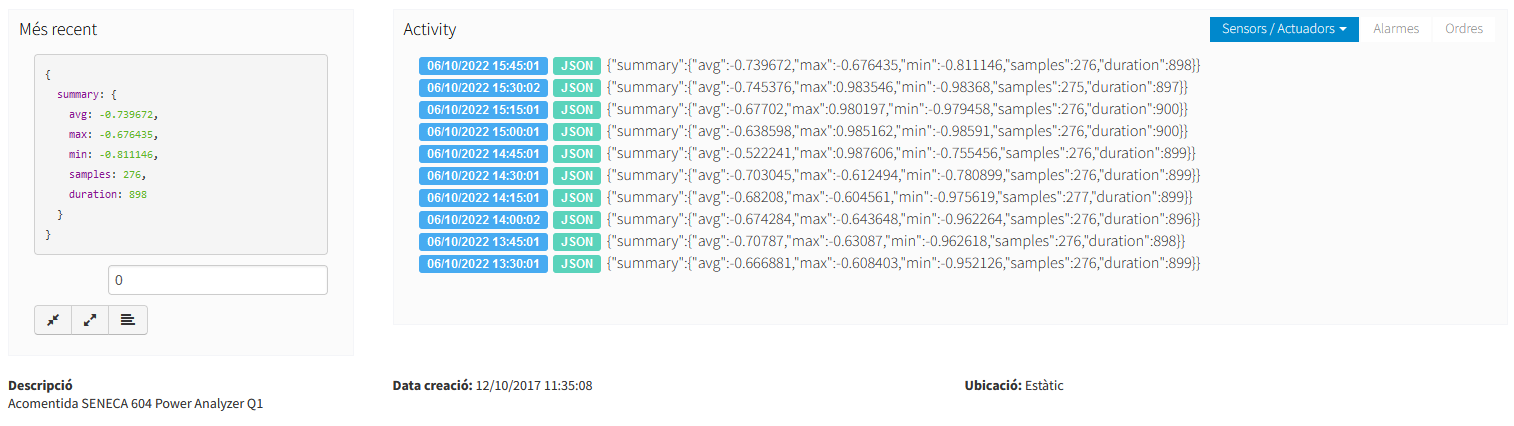 Més recent
{
summary: {
avg: -0.739672,
max: -0.676435,
min: -0.811146,
samples: 276,
duration: 898
}
}
0
Activity
Sensors / Actuadors
Alarmes
Ordres
06/10/2022 15:45:01 JSON {"summary":{"avg":-0.739672,"max":-0.676435,"min":-0.811146,"samples":276,"duration":898}}
06/10/2022 15:30:02 JSON {"summary":{"avg":-0.745376,"max":0.983546,"min":-0.98368,"samples":275,"duration":897}}
06/10/2022 15:15:01 JSON {"summary":{"avg":-0.67702,"max":0.980197,"min":-0.979458,"samples":276,"duration":900}}
06/10/2022 15:00:01 JSON {"summary":{"avg":-0.638598,"max":0.985162,"min":-0.98591,"samples":276,"duration":900}}
06/10/2022 14:45:01 JSON {"summary":{"avg":-0.522241,"max":0.987606,"min":-0.755456,"samples":276,"duration":899}}
06/10/2022 14:30:01 JSON {"summary":{"avg":-0.703045,"max":-0.612494,"min":-0.780899,"samples":276,"duration":899}}
06/10/2022 14:15:01 JSON {"summary":{"avg":-0.68208,"max":-0.604561,"min":-0.975619,"samples":277,"duration":899}}
06/10/2022 14:00:02 JSON {"summary":{"avg":-0.674284,"max":-0.643648,"min":-0.962264,"samples":276,"duration":896}}
06/10/2022 13:45:01 JSON {"summary":{"avg":-0.70787,"max":-0.63087,"min":-0.962618,"samples":276,"duration":898}}
06/10/2022 13:30:01 JSON {"summary":{"avg":-0.666881,"max":-0.608403,"min":-0.952126,"samples":276,"duration":899}}
Descripció
Acomentida SENECA 604 Power Analyzer Q1
Data creació: 12/10/2017 11:35:08
Ubicació: Estàtic